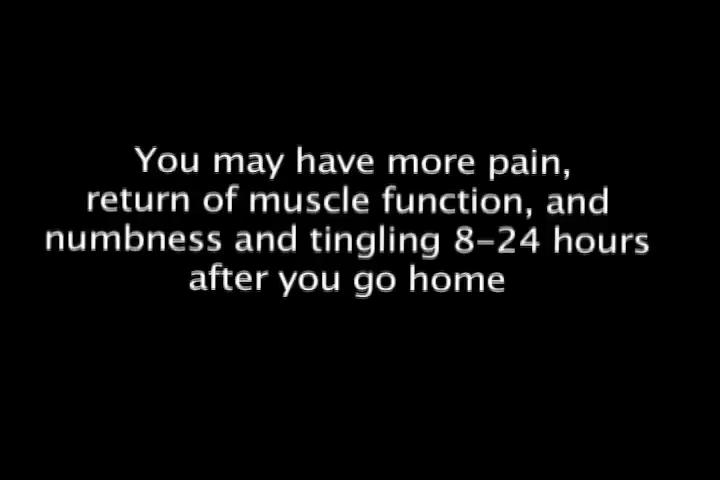 You may have more pain,
return of muscle function, and
numbness and tingling 8-24 hours
after you go home